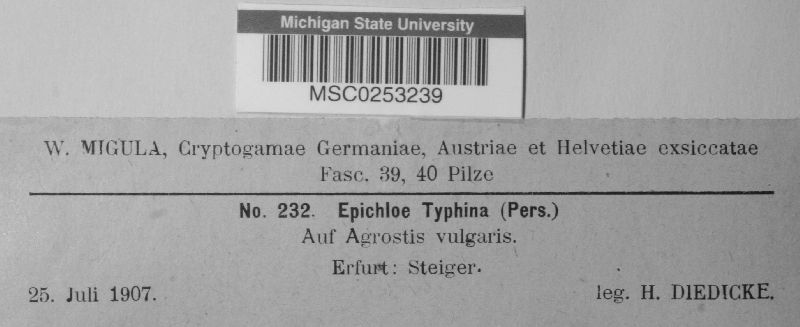 Michigan State University
MSC0253239
W. MIGULA, Cryptogamae Germaniae, Austriae et Helvetiae exsiccatae
Fasc. 39, 40 Pilze
No. 232. Epichloe Typhina (Pers.)
Auf Agrostis vulgaris.
Erfurt: Steiger.
25. Juli 1907. leg. H. DIEDICKE.